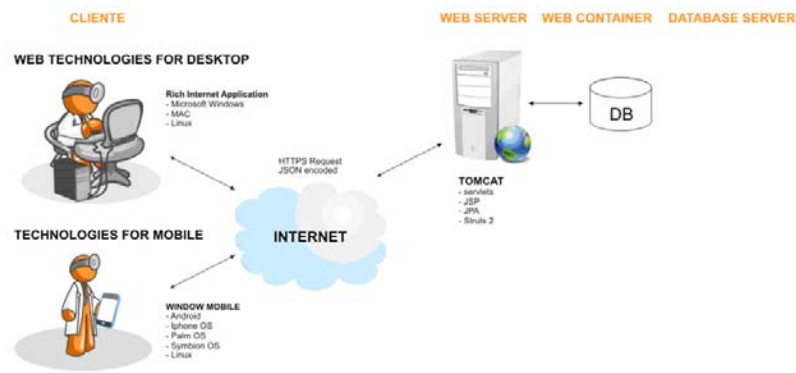 CLIENTE
WEB SERVER
WEB CONTAINER
DATABASE SERVER
WEB TECHNOLOGIES FOR DESKTOP
Rich Internet Application
- Microsoft Windows
- MAC
- Linux
HTTPS Request
JSON encoded
INTERNET
DB
TOMCAT
- servlets
- JSP
- JPA
- Struts 2
TECHNOLOGIES FOR MOBILE
WINDOW MOBILE
- Android
- Iphone OS
- Palm OS
- Symbion OS
- Linux